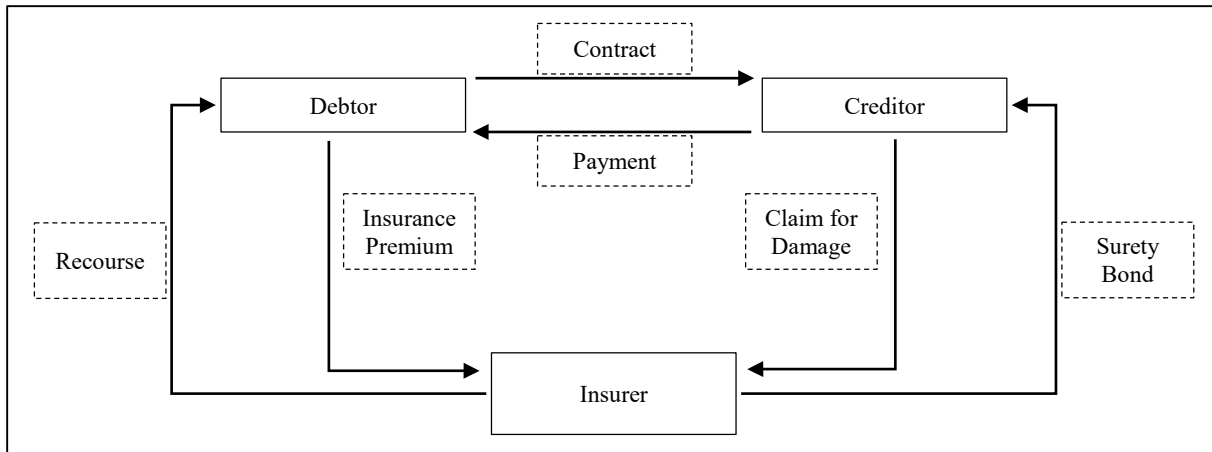 Contract
Debtor
Creditor
Payment
Insurance
Premium
Claim for
Damage
Recourse
Surety
Bond
Insurer